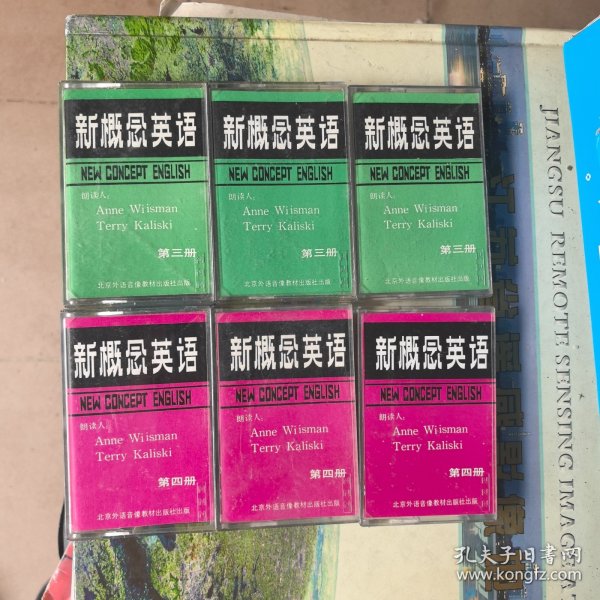 新概念英语
NEW CONCEPT ENGLISH
朗读人:
Anne Wiisman
Terry Kaliski
第三册
北京外语音像教材出版社出版
新概念英语
NEW CONCEPT ENGLISH
朗读人:
Anne Wiisman
Terry Kaliski
第三册
北京外语音像教材出版社出版
新概念英语
NEW CONCEPT ENGLISH
朗读人:
Anne Wiisman
Terry Kaliski
第三册
北京外语音像教材出版社出版
新概念英语
NEW CONCEPT ENGLISH
朗读人:
Anne Wiisman
Terry Kaliski
第四册
北京外语音像教材出版社出版
新概念英语
NEW CONCEPT ENGLISH
朗读人:
Anne Wiisman
Terry Kaliski
第四册
北京外语音像教材出版社出版
新概念英语
NEW CONCEPT ENGLISH
朗读人:
Anne Wiisman
Terry Kaliski
第四册
北京外语音像教材出版社出版
JIANGSU REMOTE SENSING IMAGE
孔夫子旧书网
www.kongfz.com